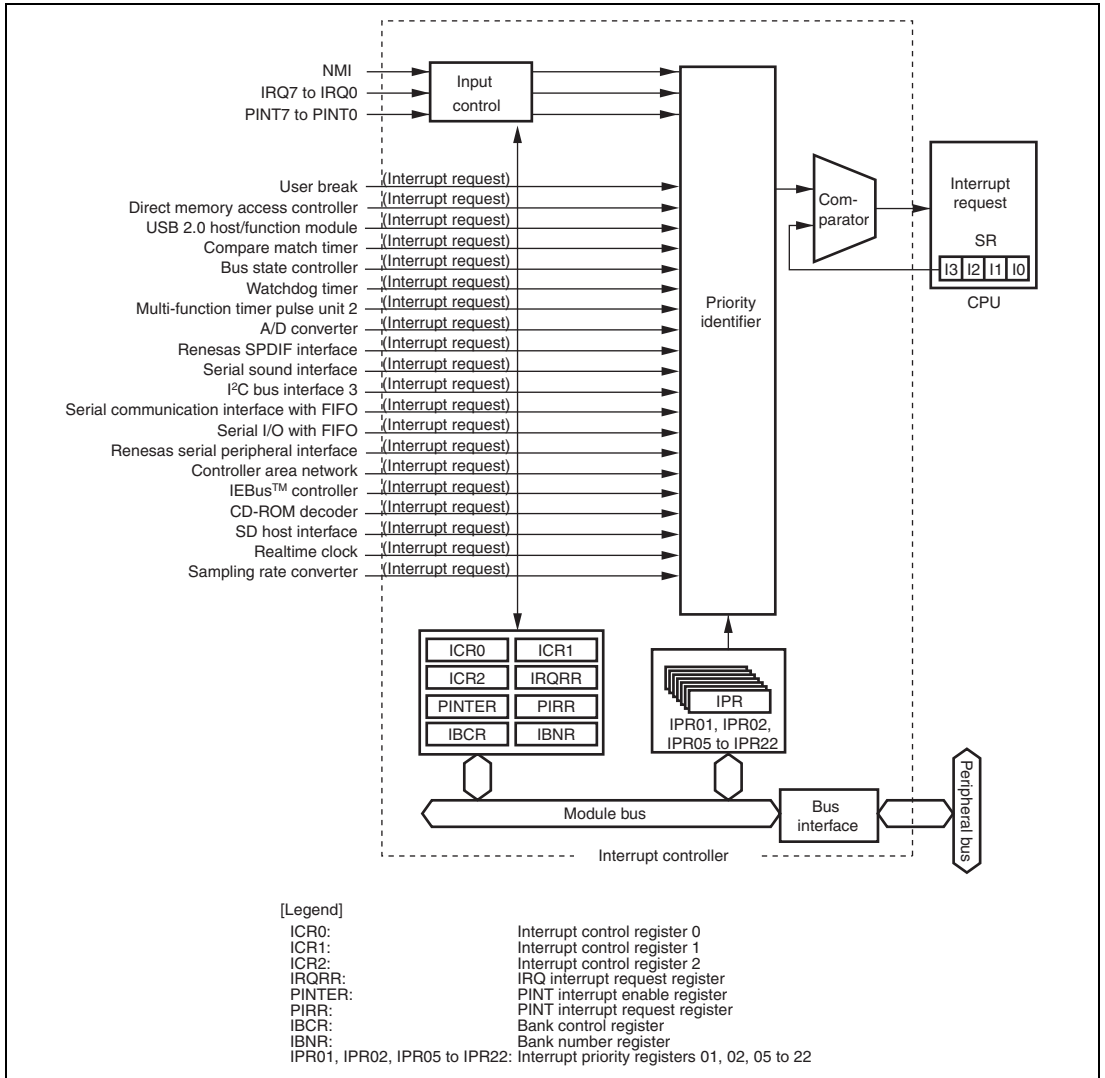 NMI
IRQ7 to IRQ0
PINT7 to PINT0
Input
control
User break (Interrupt request)
Direct memory access controller (Interrupt request)
USB 2.0 host/function module (Interrupt request)
Compare match timer (Interrupt request)
Bus state controller (Interrupt request)
Watchdog timer (Interrupt request)
Multi-function timer pulse unit 2 (Interrupt request)
A/D converter (Interrupt request)
Renesas SPDIF interface (Interrupt request)
Serial sound interface (Interrupt request)
I²C bus interface 3 (Interrupt request)
Serial communication interface with FIFO (Interrupt request)
Serial I/O with FIFO (Interrupt request)
Renesas serial peripheral interface (Interrupt request)
Controller area network (Interrupt request)
IEBus™ controller (Interrupt request)
CD-ROM decoder (Interrupt request)
SD host interface (Interrupt request)
Realtime clock (Interrupt request)
Sampling rate converter (Interrupt request)
Priority
identifier
Com-
parator
Interrupt
request
SR
I3 I2 I1 I0
CPU
ICR0 ICR1
ICR2 IRQRR
PINTER PIRR
IBCR IBNR
IPR
IPR01, IPR02,
IPR05 to IPR22
Module bus
Bus
interface
Peripheral bus
Interrupt controller
[Legend]
ICR0: Interrupt control register 0
ICR1: Interrupt control register 1
ICR2: Interrupt control register 2
IRQRR: IRQ interrupt request register
PINTER: PINT interrupt enable register
PIRR: PINT interrupt request register
IBCR: Bank control register
IBNR: Bank number register
IPR01, IPR02, IPR05 to IPR22: Interrupt priority registers 01, 02, 05 to 22